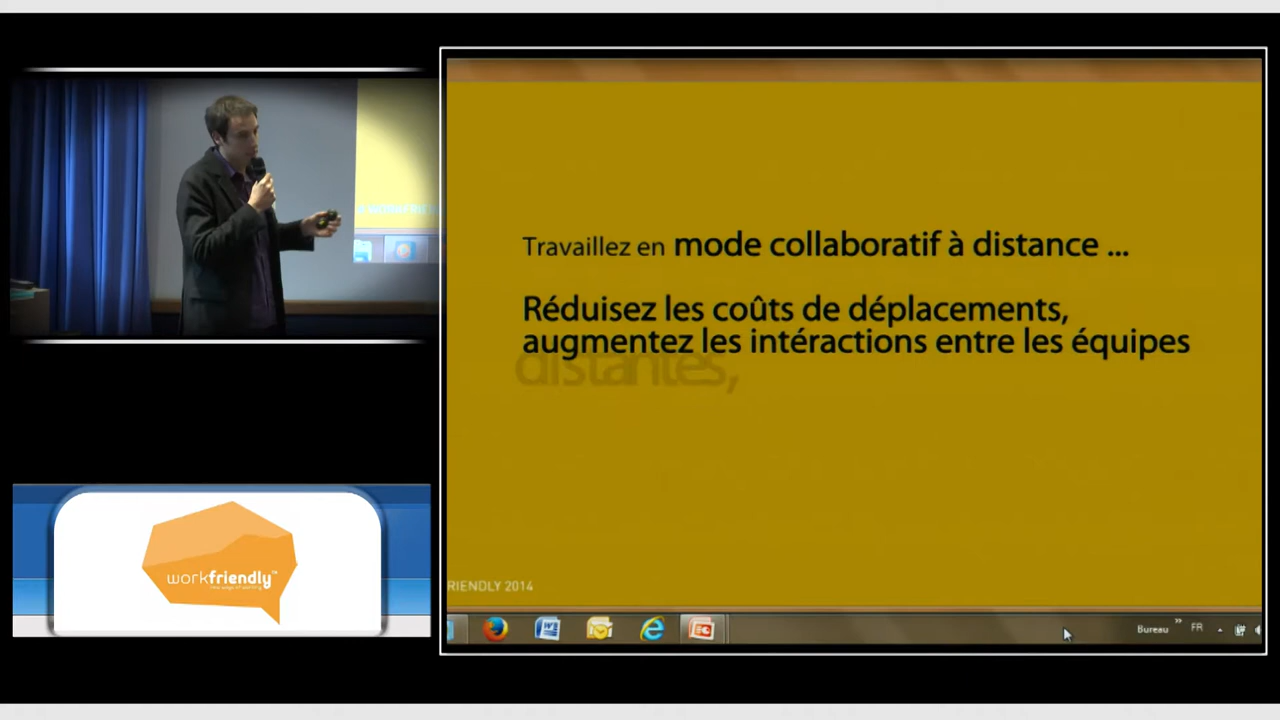 Travaillez en mode collaboratif à distance ...
Réduisez les coûts de déplacements,
augmentez les intéractions entre les équipes
distantes,
RIENDLY 2014
Bureau
FR
workfriendly™